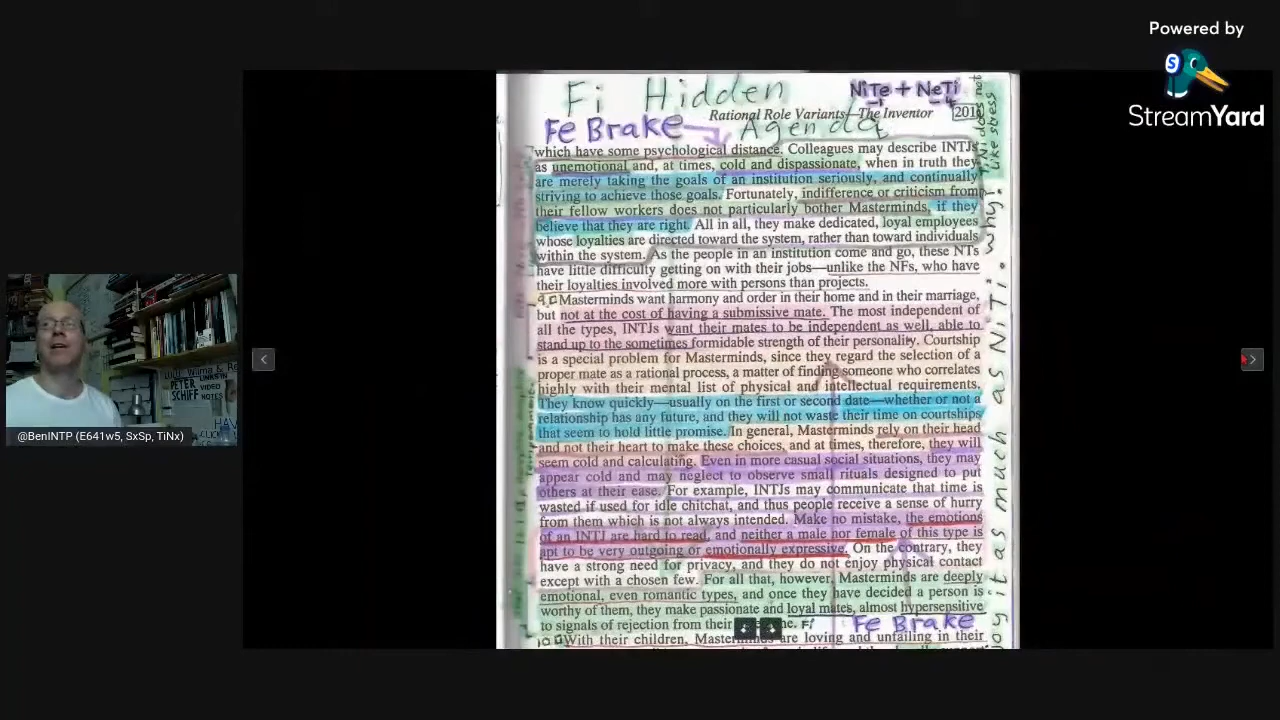 Powered by
StreamYard
Fi Hidden
Agenda
Fe Brake
NiTe + NeTi
Rational Role Variants—The Inventor 201
which have some psychological distance. Colleagues may describe INTJs
as unemotional and, at times, cold and dispassionate, when in truth they
are merely taking the goals of an institution seriously, and continually
striving to achieve those goals. Fortunately, indifference or criticism from
their fellow workers does not particularly bother Masterminds, if they
believe that they are right. All in all, they make dedicated, loyal employees
whose loyalties are directed toward the system, rather than toward individuals
within the system. As the people in an institution come and go, these NTs
have little difficulty getting on with their jobs—unlike the NFs, who have
their loyalties involved more with persons than projects.
Masterminds want harmony and order in their home and in their marriage,
but not at the cost of having a submissive mate. The most independent of
all the types, INTJs want their mates to be independent as well, able to
stand up to the sometimes formidable strength of their personality. Courtship
is a special problem for Masterminds, since they regard the selection of a
proper mate as a rational process, a matter of finding someone who correlates
highly with their mental list of physical and intellectual requirements.
They know quickly—usually on the first or second date—whether or not a
relationship has any future, and they will not waste their time on courtships
that seem to hold little promise. In general, Masterminds rely on their head
and not their heart to make these choices, and at times, therefore, they will
seem cold and calculating. Even in more casual social situations, they may
appear cold and may neglect to observe small rituals designed to put
others at their ease. For example, INTJs may communicate that time is
wasted if used for idle chitchat, and thus people receive a sense of hurry
from them which is not always intended. Make no mistake, the emotions
of an INTJ are hard to read, and neither a male nor female of this type is
apt to be very outgoing or emotionally expressive. On the contrary, they
have a strong need for privacy, and they do not enjoy physical contact
except with a chosen few. For all that, however, Masterminds are deeply
emotional, even romantic types, and once they have decided a person is
worthy of them, they make passionate and loyal mates, almost hypersensitive
to signals of rejection from their Fi
Fe Brake
With their children, are loving and unfailing in their
as much as NiTi. Why?
does not
like stress
PETER
SCHIFF
VIDEO
NOTES
@BenINTP (E641w5, SxSp, TiNx)